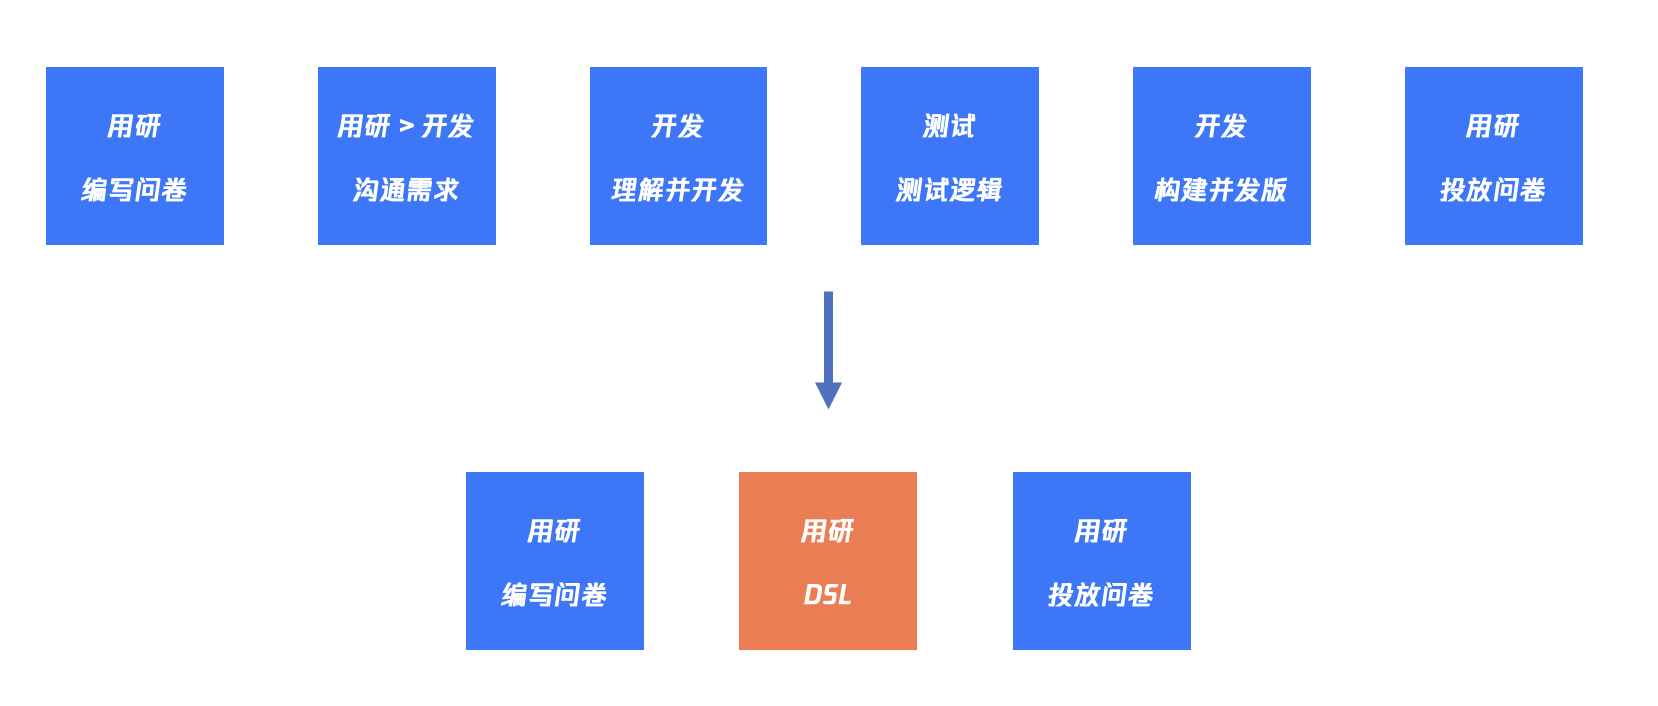 用研
编写问卷
用研 > 开发
沟通需求
开发
理解并开发
测试
测试逻辑
开发
构建并发版
用研
投放问卷
用研
编写问卷
用研
DSL
用研
投放问卷